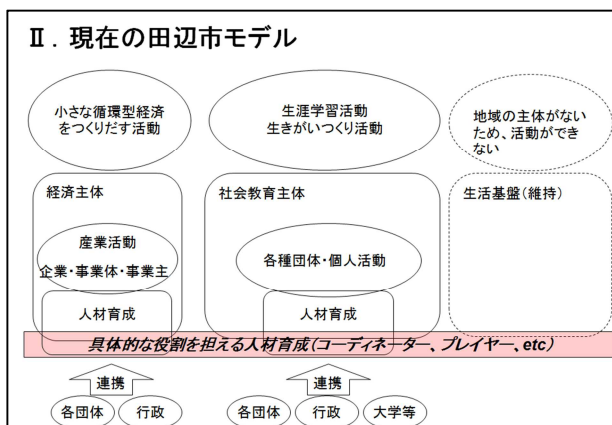 Ⅱ．現在の田辺市モデル
小さな循環型経済
をつくりだす活動
生涯学習活動
生きがいつくり活動
地域の主体がない
ため、活動ができ
ない
経済主体
産業活動
企業・事業体・事業主
人材育成
社会教育主体
各種団体・個人活動
人材育成
生活基盤（維持）
具体的な役割を担える人材育成（コーディネーター、プレイヤー、etc）
連携
各団体
行政
連携
各団体
行政
大学等